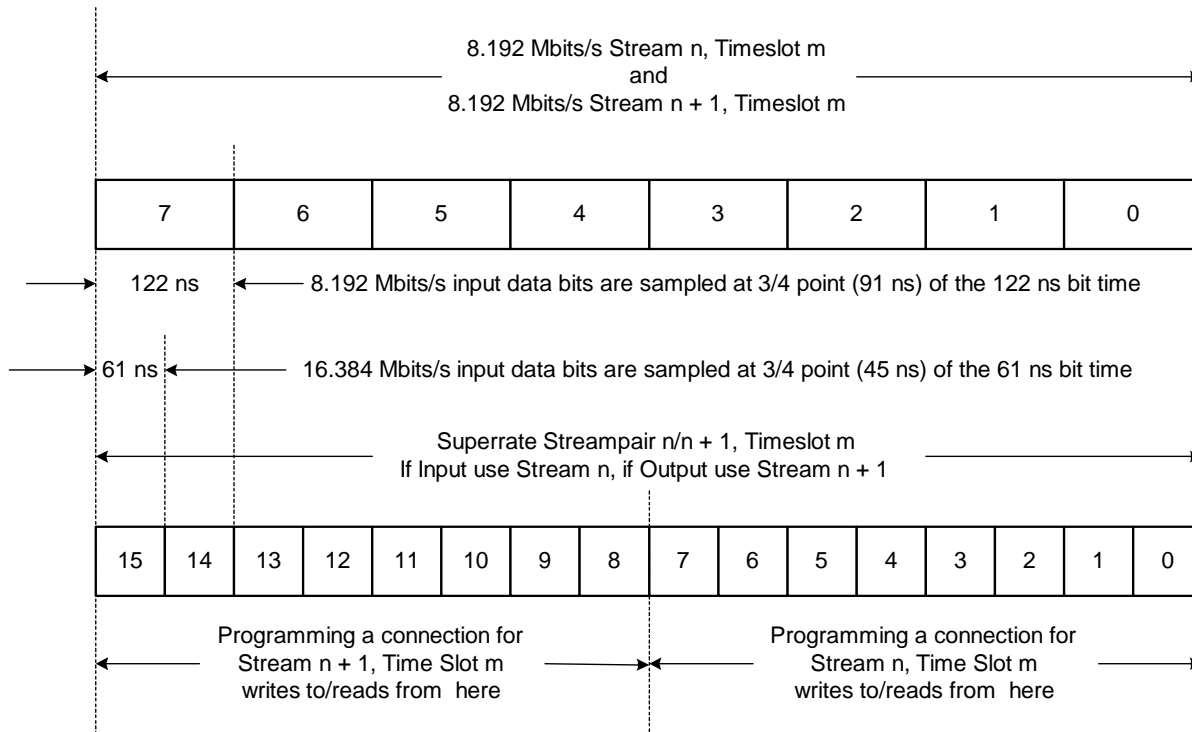 8.192 Mbits/s Stream n, Timeslot m
and
8.192 Mbits/s Stream n + 1, Timeslot m
7 6 5 4 3 2 1 0
122 ns 8.192 Mbits/s input data bits are sampled at 3/4 point (91 ns) of the 122 ns bit time
61 ns 16.384 Mbits/s input data bits are sampled at 3/4 point (45 ns) of the 61 ns bit time
Superrate Streampair n/n + 1, Timeslot m
If Input use Stream n, if Output use Stream n + 1
15 14 13 12 11 10 9 8 7 6 5 4 3 2 1 0
Programming a connection for
Stream n + 1, Time Slot m
writes to/reads from here
Programming a connection for
Stream n, Time Slot m
writes to/reads from here